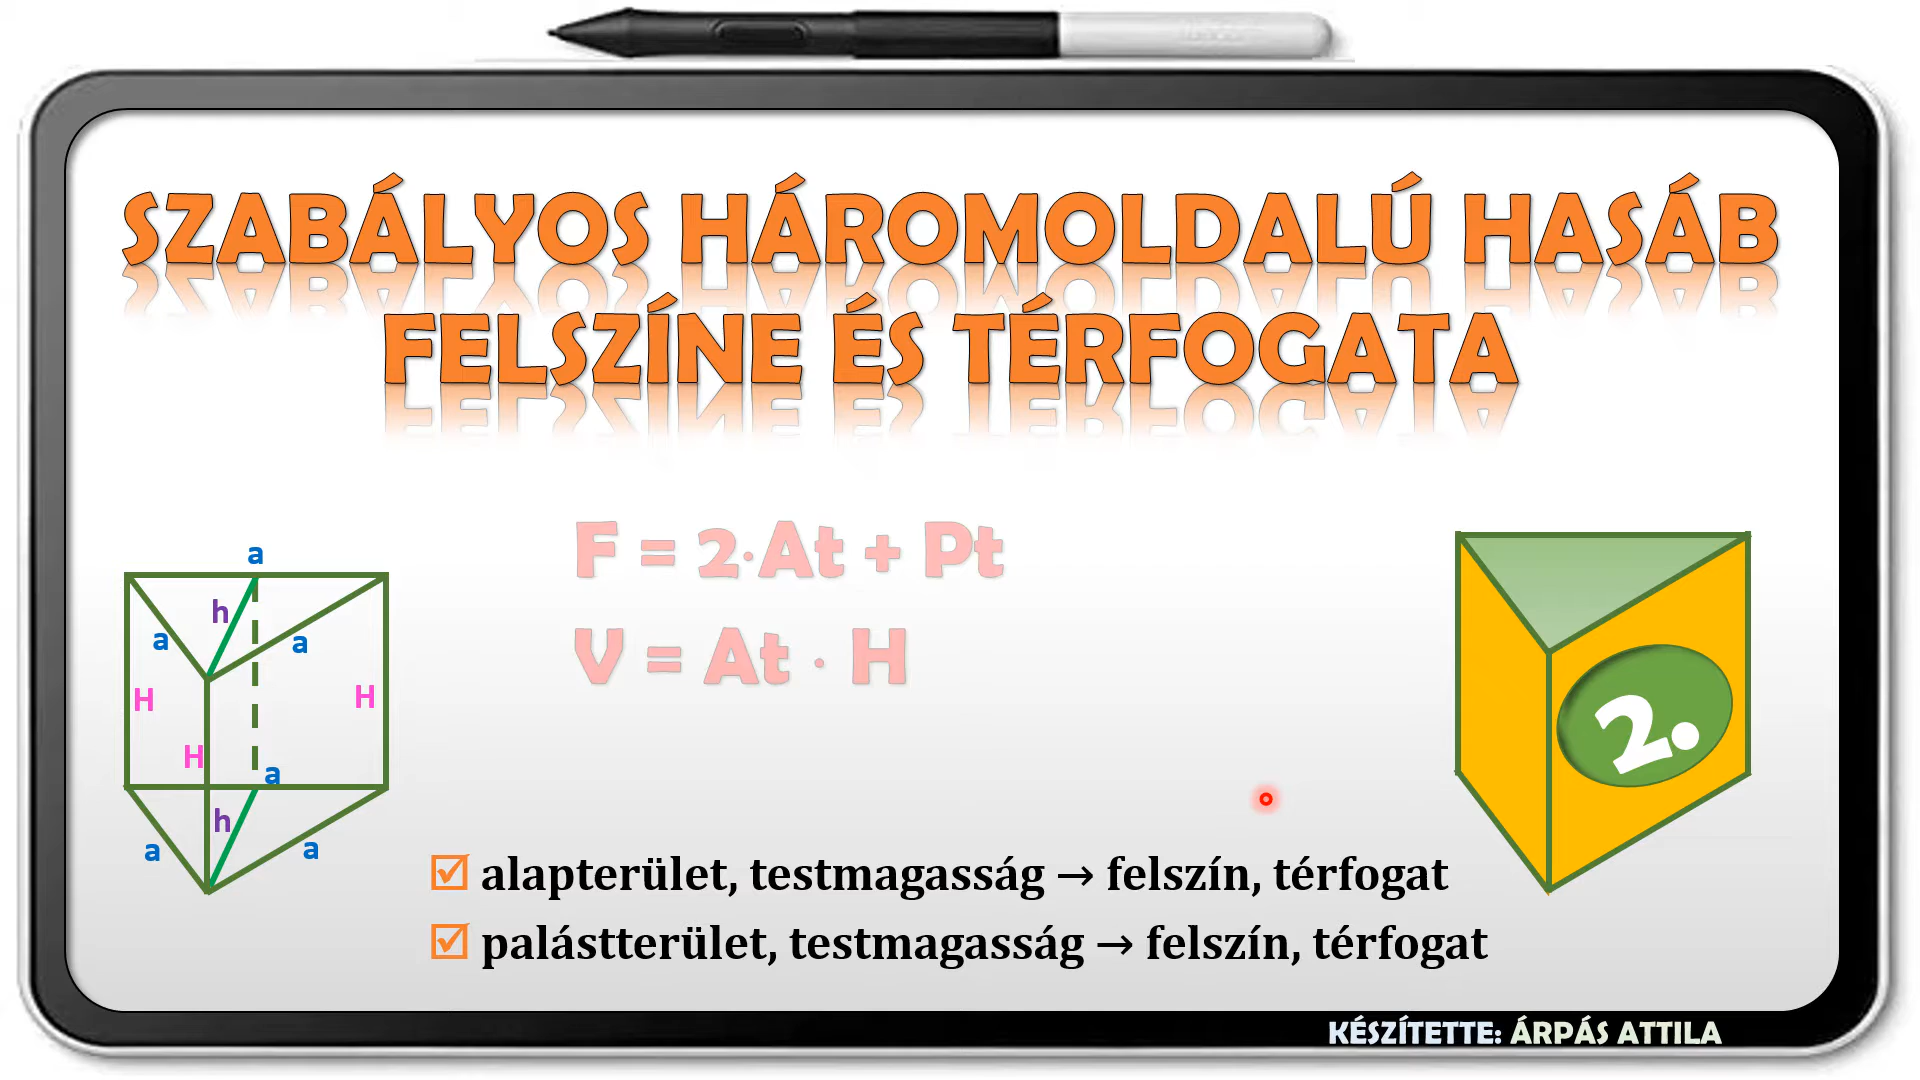 SZABÁLYOS HÁROMOLDALÚ HASÁB
FELSZÍNE ÉS TÉRFOGATA
F = 2·At + Pt
V = At · H
a
h
a
a
H
H
H
a
h
a
a
2.
☑ alapterület, testmagasság → felszín, térfogat
☑ palástterület, testmagasság → felszín, térfogat
KÉSZÍTETTE: ÁRPÁS ATTILA